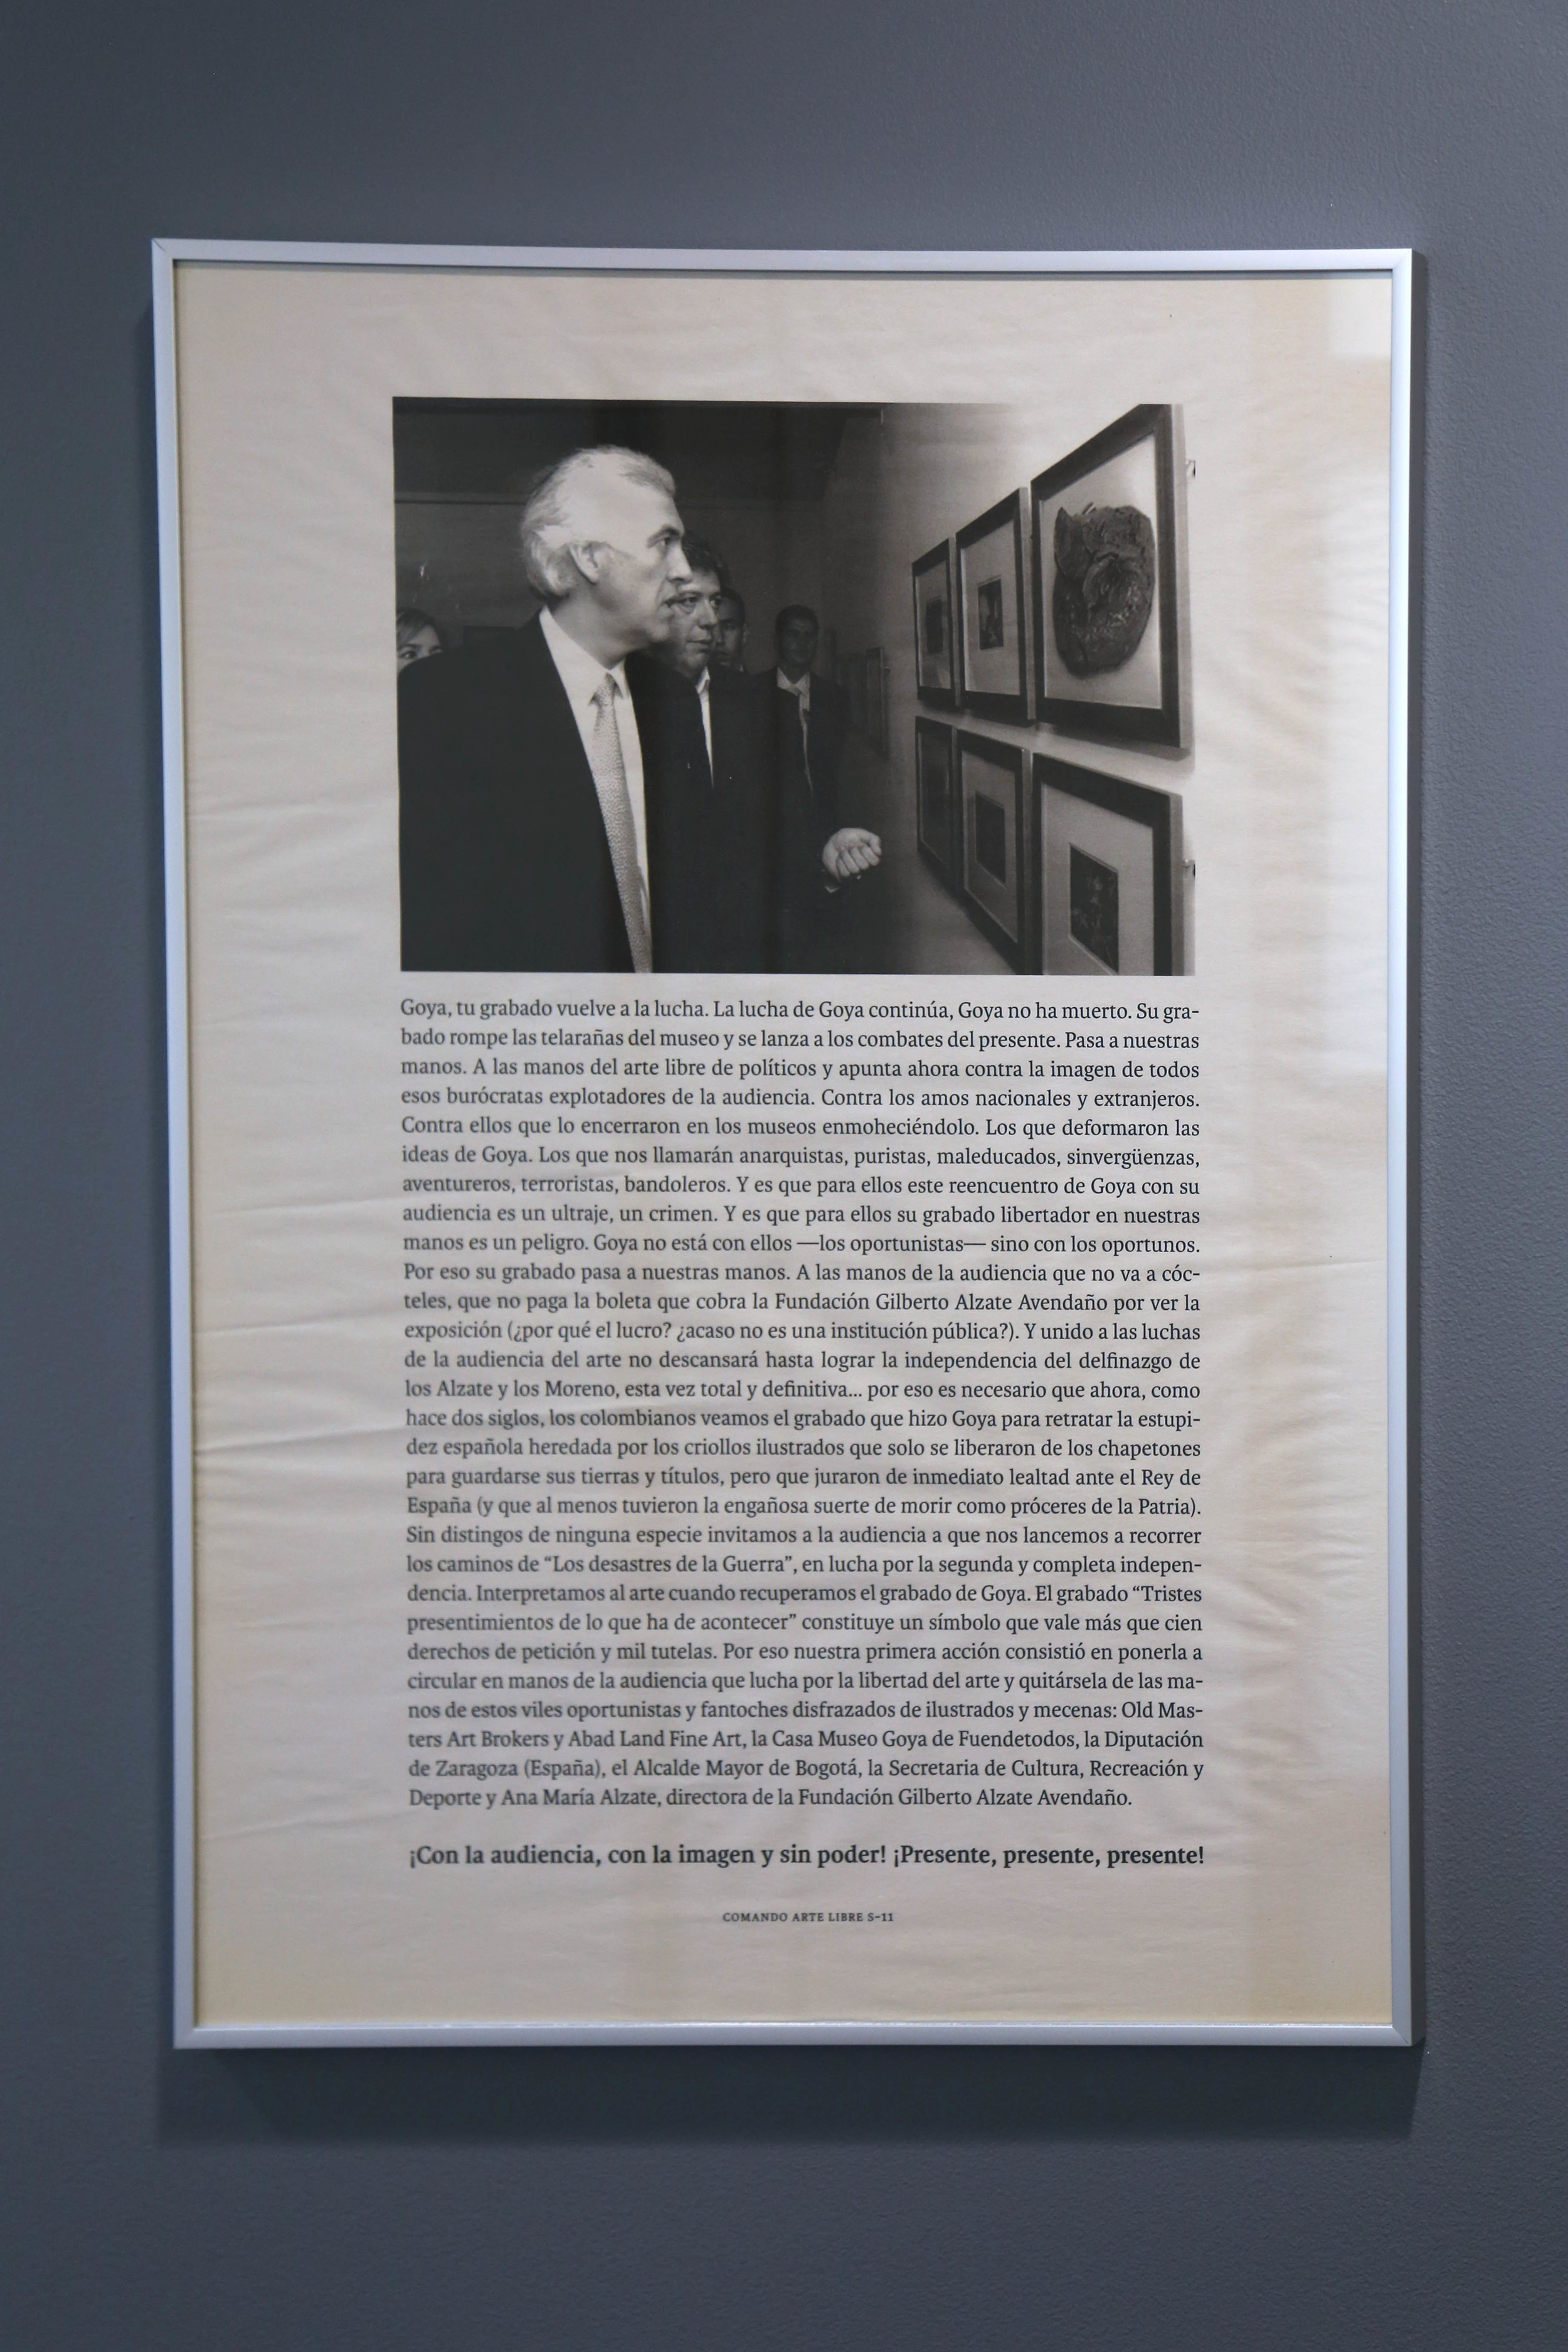 Goya, tu grabado vuelve a la lucha. La lucha de Goya continúa, Goya no ha muerto. Su gra-
bado rompe las telarañas del museo y se lanza a los combates del presente. Pasa a nuestras
manos. A las manos del arte libre de políticos y apunta ahora contra la imagen de todos
esos burócratas explotadores de la audiencia. Contra los amos nacionales y extranjeros.
Contra ellos que lo encerraron en los museos enmoheciéndolo. Los que deformaron las
ideas de Goya. Los que nos llamarán anarquistas, puristas, maleducados, sinvergüenzas,
aventureros, terroristas, bandoleros. Y es que para ellos este reencuentro de Goya con su
audiencia es un ultraje, un crimen. Y es que para ellos su grabado libertador en nuestras
manos es un peligro. Goya no está con ellos —los oportunistas— sino con los oportunos.
Por eso su grabado pasa a nuestras manos. A las manos de la audiencia que no va a cóc-
teles, que no paga la boleta que cobra la Fundación Gilberto Alzate Avendaño por ver la
exposición (¿por qué el lucro? ¿acaso no es una institución pública?). Y unido a las luchas
de la audiencia del arte no descansará hasta lograr la independencia del delfinazgo de
los Alzate y los Moreno, esta vez total y definitiva... por eso es necesario que ahora, como
hace dos siglos, los colombianos veamos el grabado que hizo Goya para retratar la estupi-
dez española heredada por los criollos ilustrados que solo se liberaron de los chapetones
para guardarse sus tierras y títulos, pero que juraron de inmediato lealtad ante el Rey de
España (y que al menos tuvieron la engañosa suerte de morir como próceres de la Patria).
Sin distingos de ninguna especie invitamos a la audiencia a que nos lancemos a recorrer
los caminos de “Los desastres de la Guerra”, en lucha por la segunda y completa indepen-
dencia. Interpretamos al arte cuando recuperamos el grabado de Goya. El grabado “Tristes
presentimientos de lo que ha de acontecer” constituye un símbolo que vale más que cien
derechos de petición y mil tutelas. Por eso nuestra primera acción consistió en ponerla a
circular en manos de la audiencia que lucha por la libertad del arte y quitársela de las ma-
nos de estos viles oportunistas y fantoches disfrazados de ilustrados y mecenas: Old Mas-
ters Art Brokers y Abad Land Fine Art, la Casa Museo Goya de Fuendetodos, la Diputación
de Zaragoza (España), el Alcalde Mayor de Bogotá, la Secretaria de Cultura, Recreación y
Deporte y Ana María Alzate, directora de la Fundación Gilberto Alzate Avendaño.
¡Con la audiencia, con la imagen y sin poder! ¡Presente, presente, presente!
COMANDO ARTE LIBRE S-11